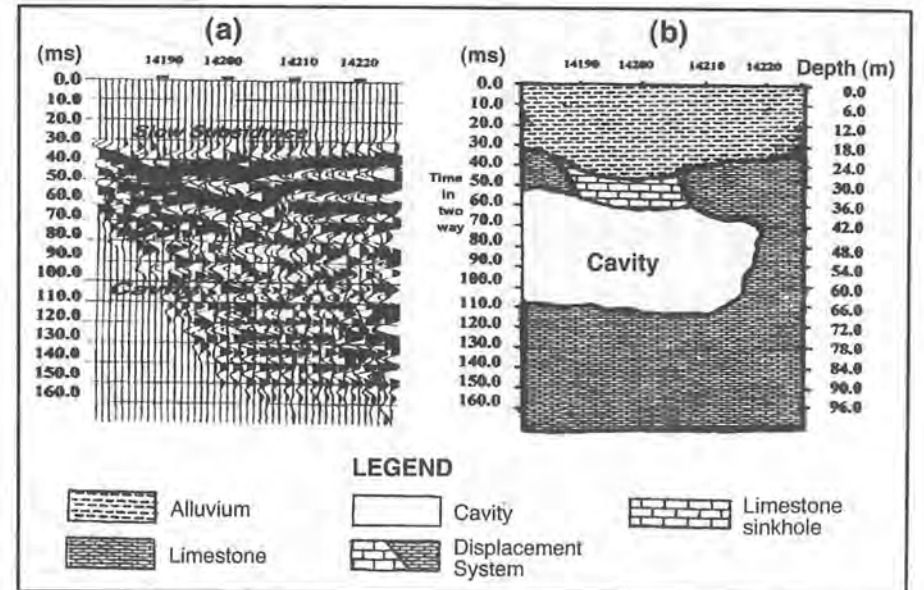 (a)
(ms)
14190 14200 14210 14220
0.0
10.0
20.0
30.0
40.0
50.0
60.0
70.0
80.0
90.0
100.0
110.0
120.0
130.0
140.0
150.0
160.0
Slow Subsidence
Time
in
two
way
(b)
(ms)
14190 14200 14210 14220
Depth (m)
0.0
10.0
20.0
30.0
40.0
50.0
60.0
70.0
80.0
90.0
100.0
110.0
120.0
130.0
140.0
150.0
160.0
Cavity
0.0
6.0
12.0
18.0
24.0
30.0
36.0
42.0
48.0
54.0
60.0
66.0
72.0
78.0
84.0
90.0
96.0
LEGEND
Alluvium
Cavity
Limestone
sinkhole
Limestone
Displacement
System